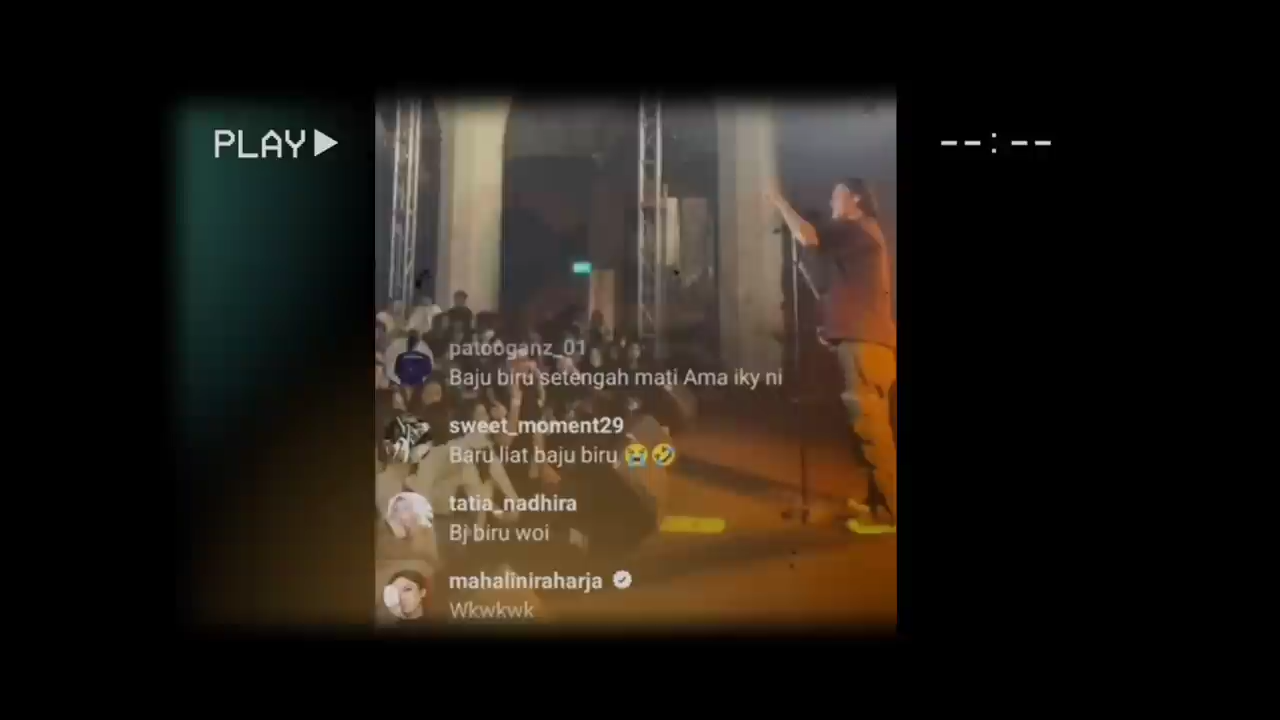 PLAY▶
--:--
patooganz_01
Baju biru setengah mati Ama iky ni
sweet_moment29
Baru liat baju biru 😭🤣
tatia_nadhira
Bj biru woi
mahaliniraharja
Wkwkwk